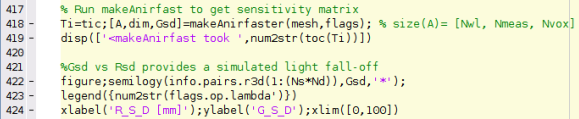 417 % Run makeAnirfast to get sensitivity matrix
418 - Ti=tic;[A,dim,Gsd]=makeAnirfaster(mesh,flags); % size(A)= [Nwl, Nmeas, Nvox]
419 - disp(['<makeAnirfast took ',num2str(toc(Ti))])
420
421 %Gsd vs Rsd provides a simulated light fall-off
422 - figure;semilogy(info.pairs.r3d(1:(Ns*Nd)),Gsd,'*');
423 - legend({num2str(flags.op.lambda')})
424 - xlabel('R_S_D [mm]');ylabel('G_S_D');xlim([0,100])